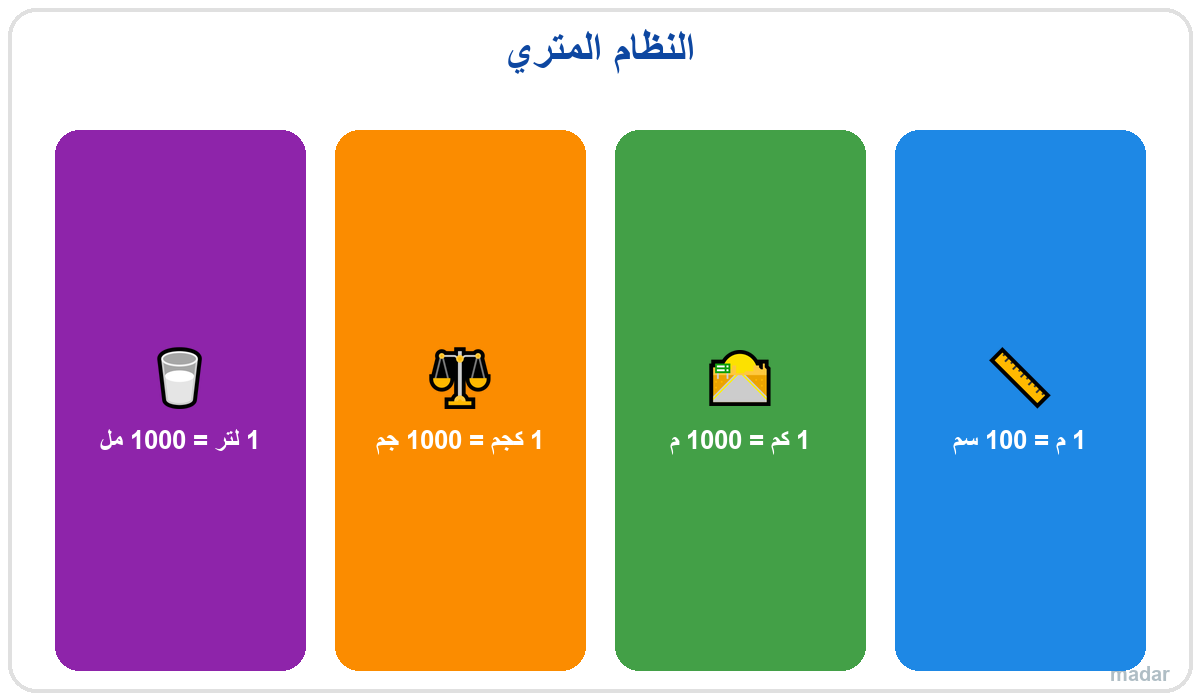 النظام المتري
1 م = 100 سم
1 كم = 1000 م
1 كجم = 1000 جم
1 لتر = 1000 مل
madar